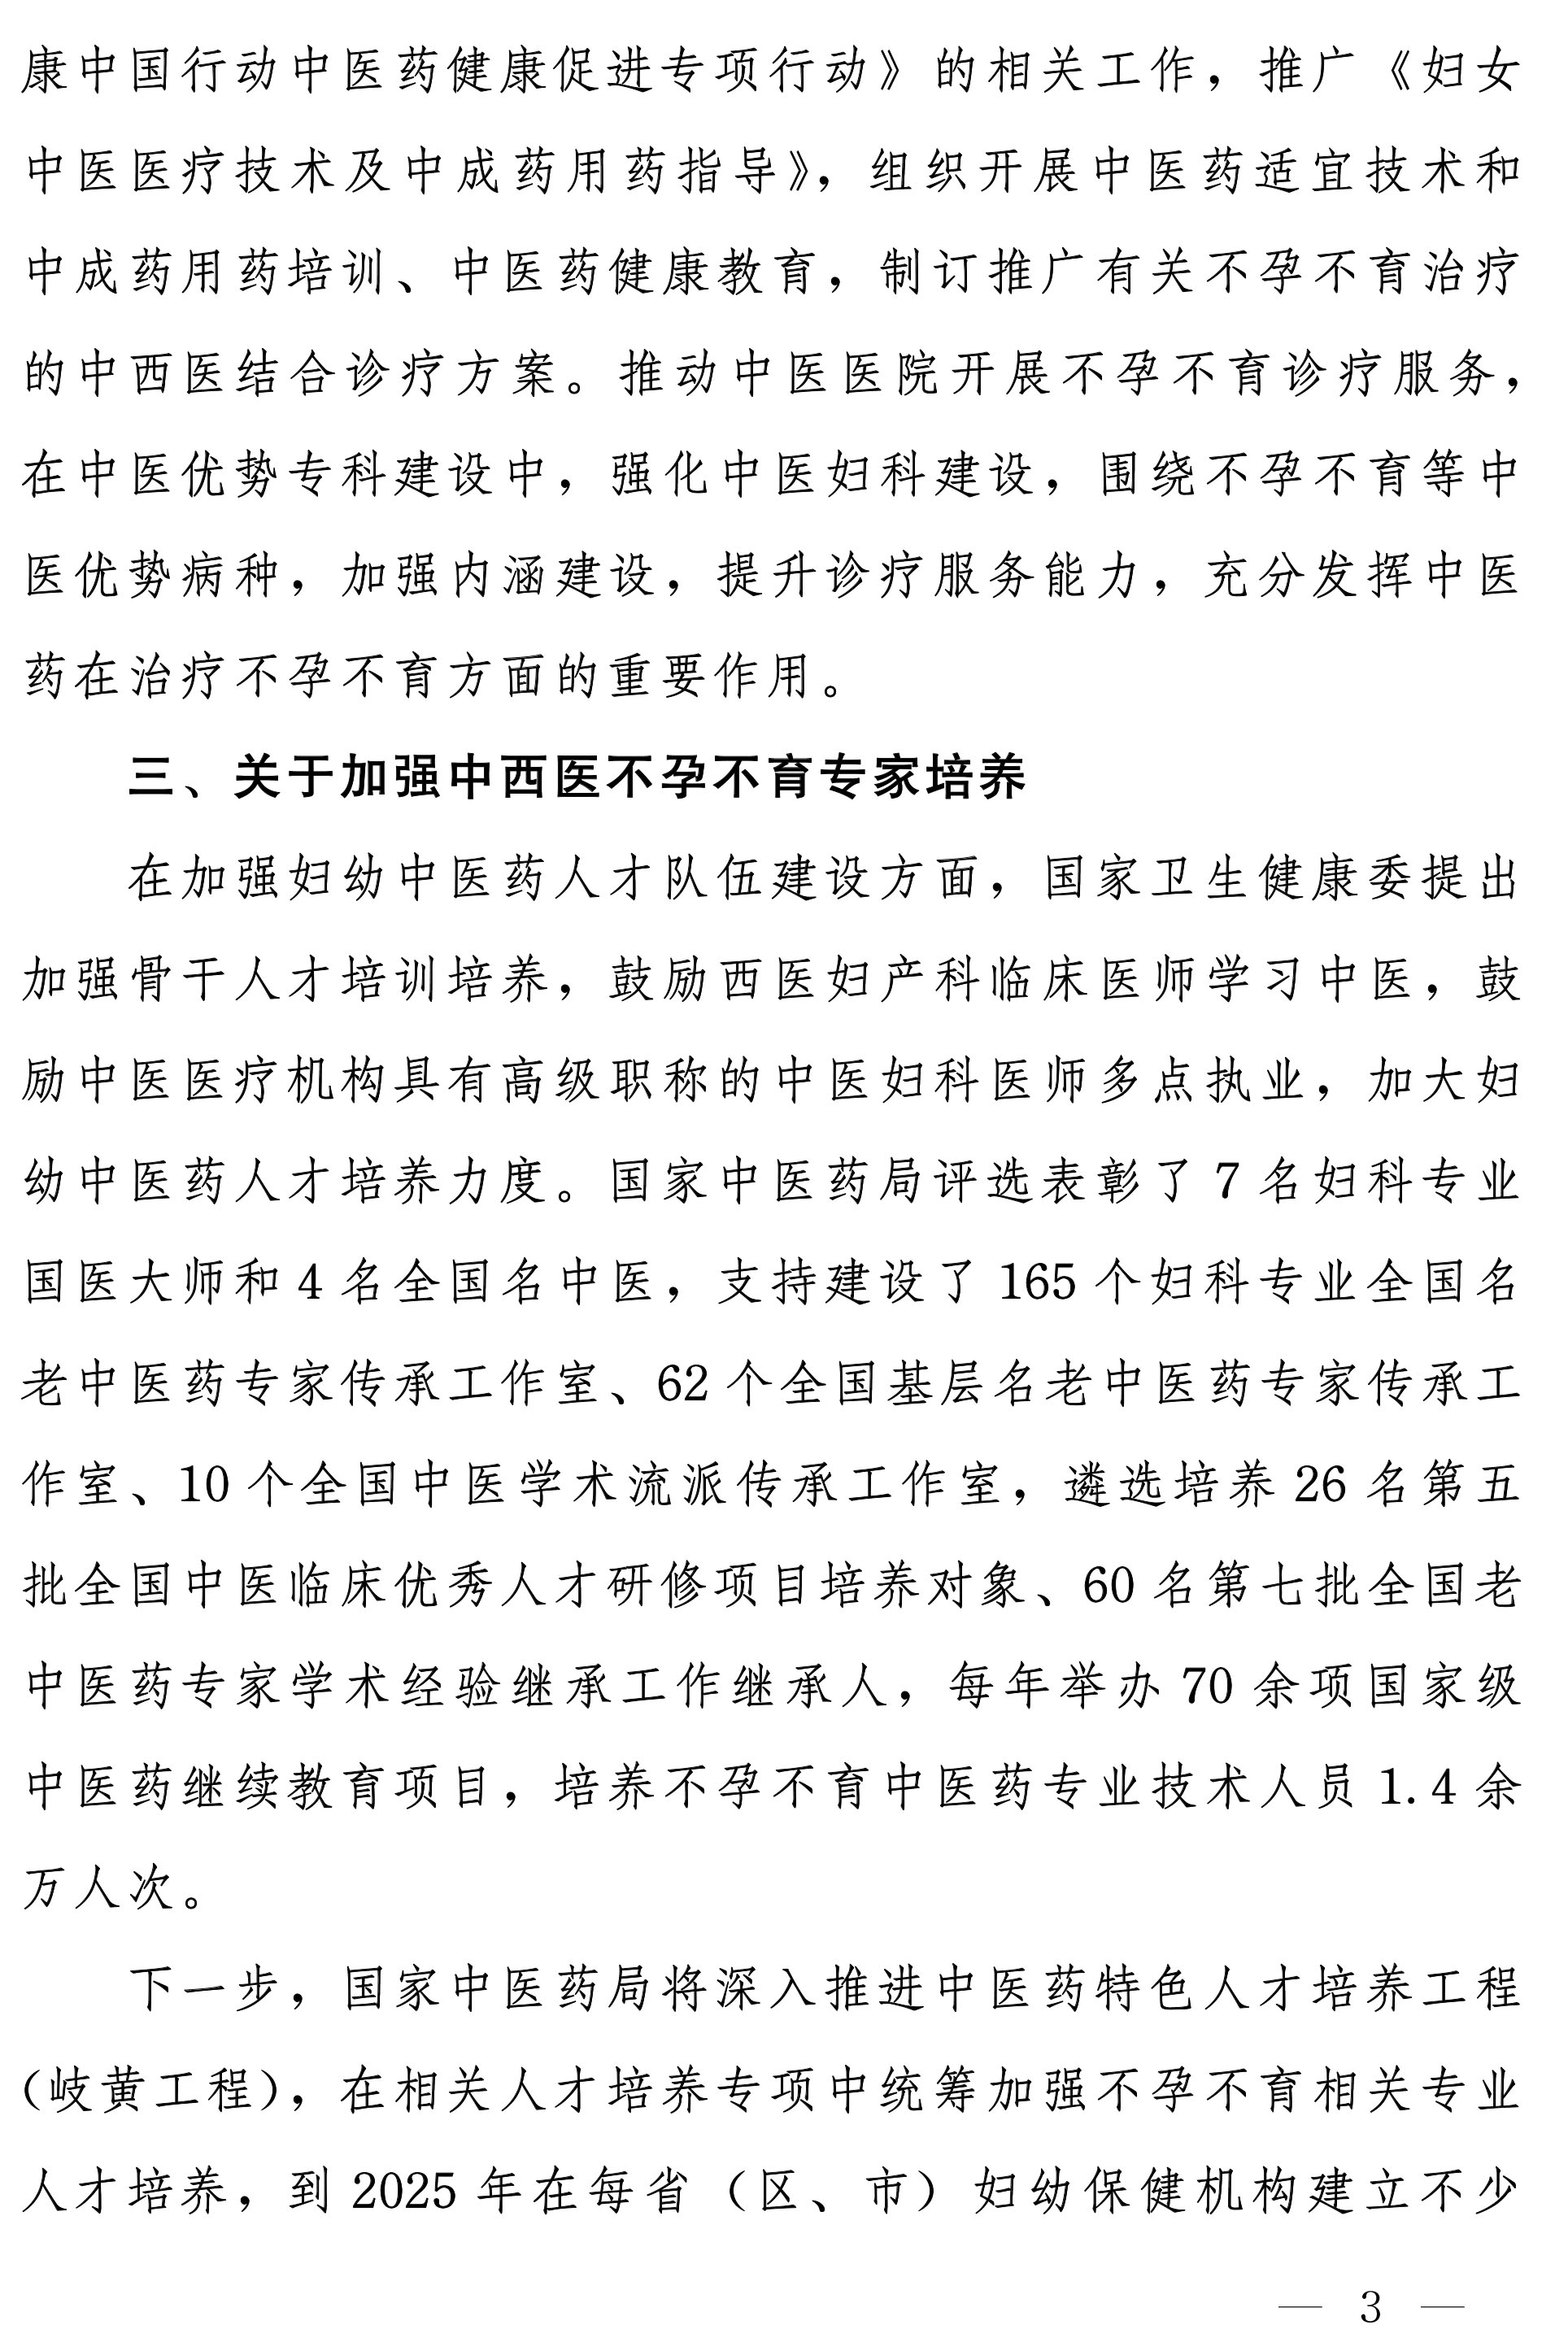 康中国行动中医药健康促进专项行动》的相关工作，推广《妇女
中医医疗技术及中成药用药指导》，组织开展中医药适宜技术和
中成药用药培训、中医药健康教育，制订推广有关不孕不育治疗
的中西医结合诊疗方案。推动中医医院开展不孕不育诊疗服务，
在中医优势专科建设中，强化中医妇科建设，围绕不孕不育等中
医优势病种，加强内涵建设，提升诊疗服务能力，充分发挥中医
药在治疗不孕不育方面的重要作用。
三、关于加强中西医不孕不育专家培养
在加强妇幼中医药人才队伍建设方面，国家卫生健康委提出
加强骨干人才培训培养，鼓励西医妇产科临床医师学习中医，鼓
励中医医疗机构具有高级职称的中医妇科医师多点执业，加大妇
幼中医药人才培养力度。国家中医药局评选表彰了 7 名妇科专业
国医大师和 4 名全国名中医，支持建设了 165 个妇科专业全国名
老中医药专家传承工作室、62 个全国基层名老中医药专家传承工
作室、10 个全国中医学术流派传承工作室，遴选培养 26 名第五
批全国中医临床优秀人才研修项目培养对象、60 名第七批全国老
中医药专家学术经验继承工作继承人，每年举办 70 余项国家级
中医药继续教育项目，培养不孕不育中医药专业技术人员 1.4 余
万人次。
下一步，国家中医药局将深入推进中医药特色人才培养工程
（岐黄工程），在相关人才培养专项中统筹加强不孕不育相关专业
人才培养，到 2025 年在每省（区、市）妇幼保健机构建立不少
— 3 —